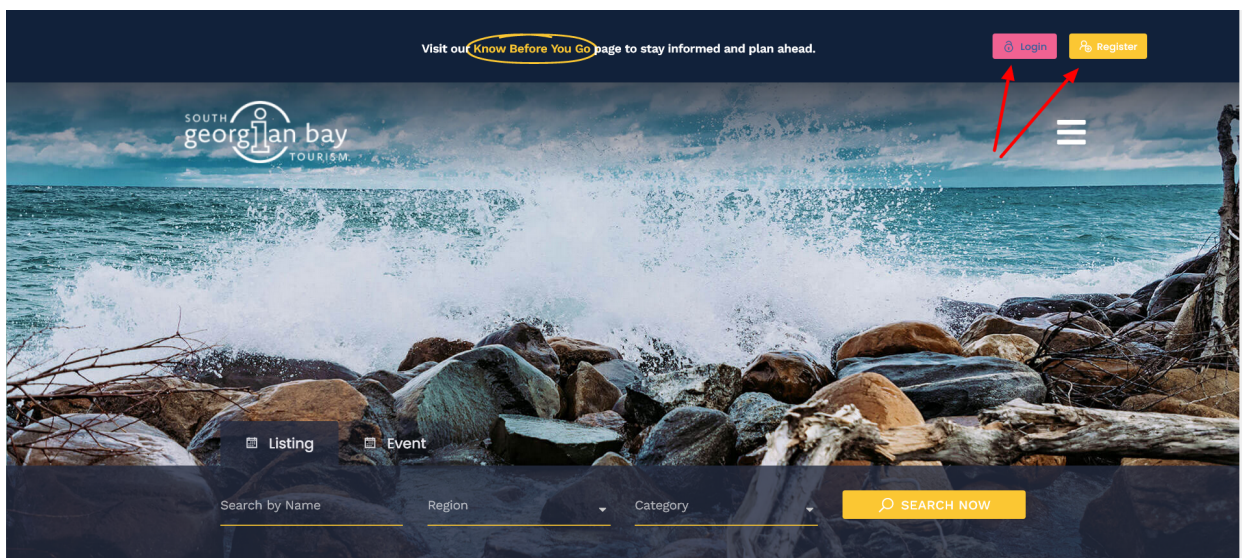 Visit our Know Before You Go page to stay informed and plan ahead.
Login
Register
SOUTH
georgian bay
TOURISM
Listing
Event
Search by Name
Region
Category
SEARCH NOW